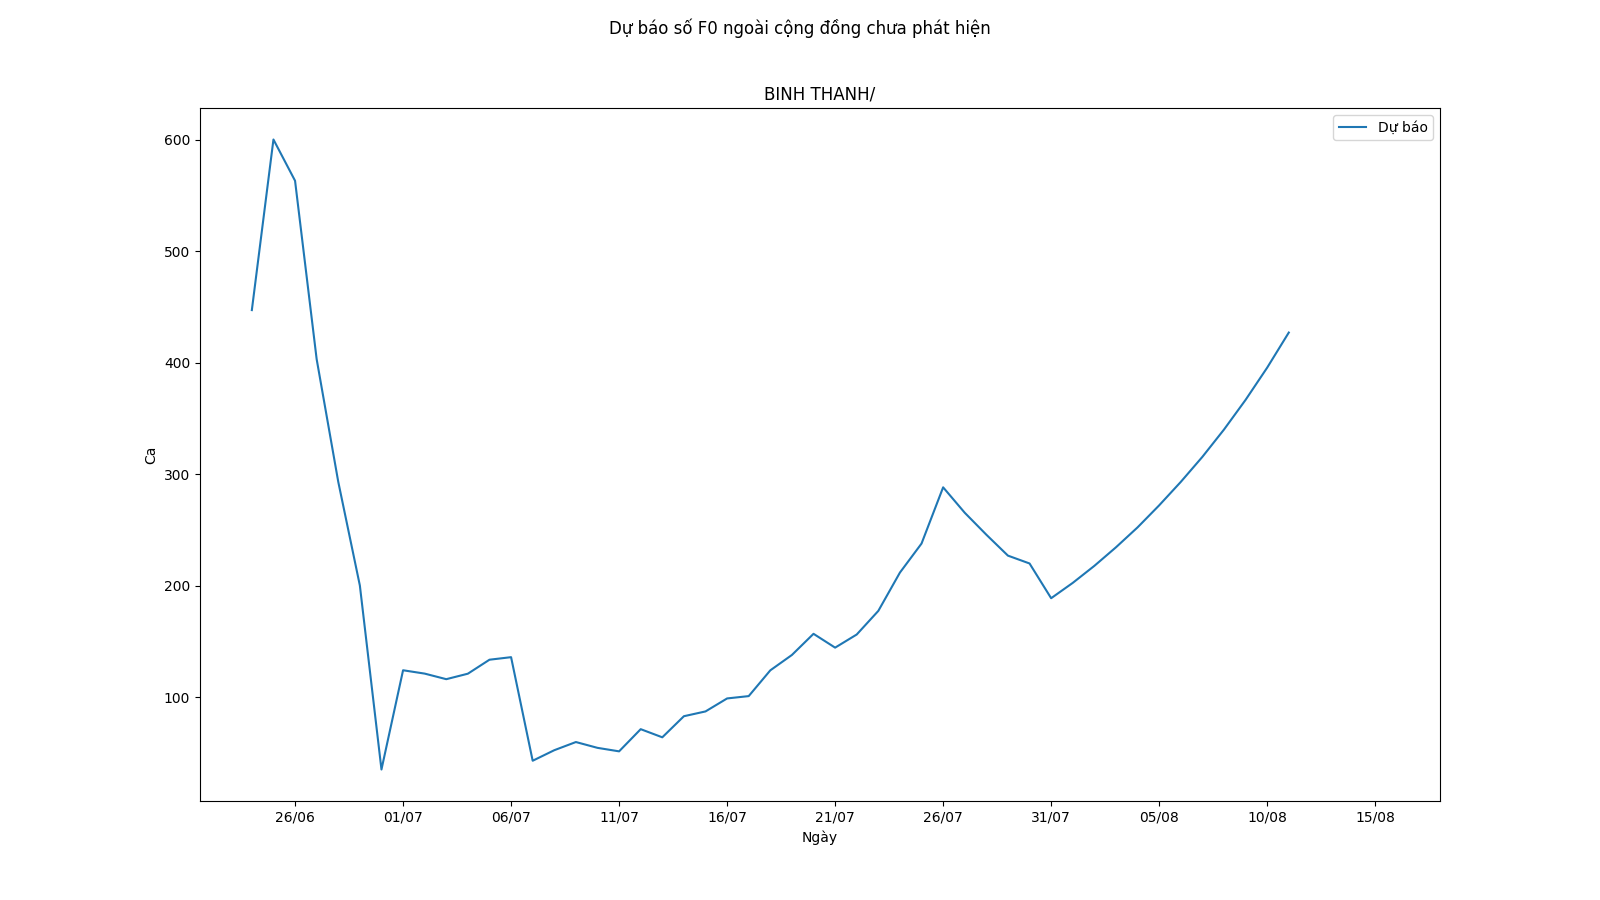 Dự báo số F0 ngoài cộng đồng chưa phát hiện
BINH THANH/
Dự báo
600
500
400
300
200
100
Ca
26/06 01/07 06/07 11/07 16/07 21/07 26/07 31/07 05/08 10/08 15/08
Ngày